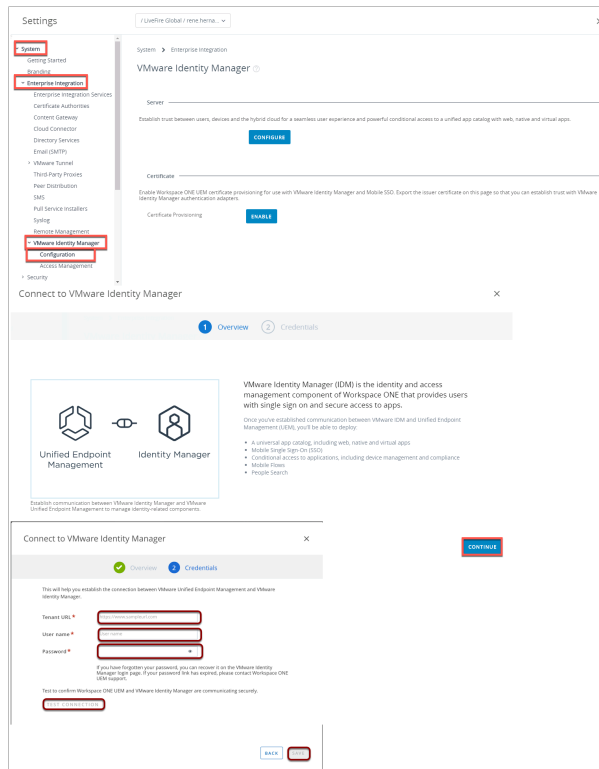 Settings
/ LiveFire Global / rene.herna...
System
Getting Started
Branding
Enterprise Integration
Enterprise Integration Services
Certificate Authorities
Content Gateway
Cloud Connector
Directory Services
Email (SMTP)
VMware Tunnel
Third-Party Proxies
Peer Distribution
SMS
Pull Service Installers
Syslog
Remote Management
VMware Identity Manager
Configuration
Access Management
Security
System > Enterprise Integration
VMware Identity Manager
Server
Establish trust between users, devices and the hybrid cloud for a seamless user experience and powerful conditional access to a unified app catalog with web, native and virtual apps.
CONFIGURE
Certificate
Enable Workspace ONE UEM certificate provisioning for use with VMware Identity Manager and Mobile SSO. Export the issuer certificate on this page so that you can establish trust with VMware
Identity Manager authentication adapters.
Certificate Provisioning
ENABLE
Connect to VMware Identity Manager
1 Overview 2 Credentials
Unified Endpoint
Management
Identity Manager
Establish communication between VMware Identity Manager and VMware
Unified Endpoint Management to manage identity-related components.
VMware Identity Manager (IDM) is the identity and access
management component of Workspace ONE that provides users
with single sign on and secure access to apps.
Once you've established communication between VMware IDM and Unified Endpoint
Management (UEM), you'll be able to deploy
A universal app catalog, including web, native and virtual apps
Mobile Single Sign-On (SSO)
Conditional access to applications, including device management and compliance
Mobile Flows
People Search
CONTINUE
Connect to VMware Identity Manager
Overview 2 Credentials
This will help you establish the connection between VMware Unified Endpoint Management and VMware
Identity Manager.
Tenant URL*
https://www.sampleurl.com
User name*
User name
Password*
If you have forgotten your password, you can recover it on the VMware Identity
Manager login page. If your password link has expired, please contact Workspace ONE
UEM support.
Test to confirm Workspace ONE UEM and VMware Identity Manager are communicating securely.
TEST CONNECTION
BACK
SAVE